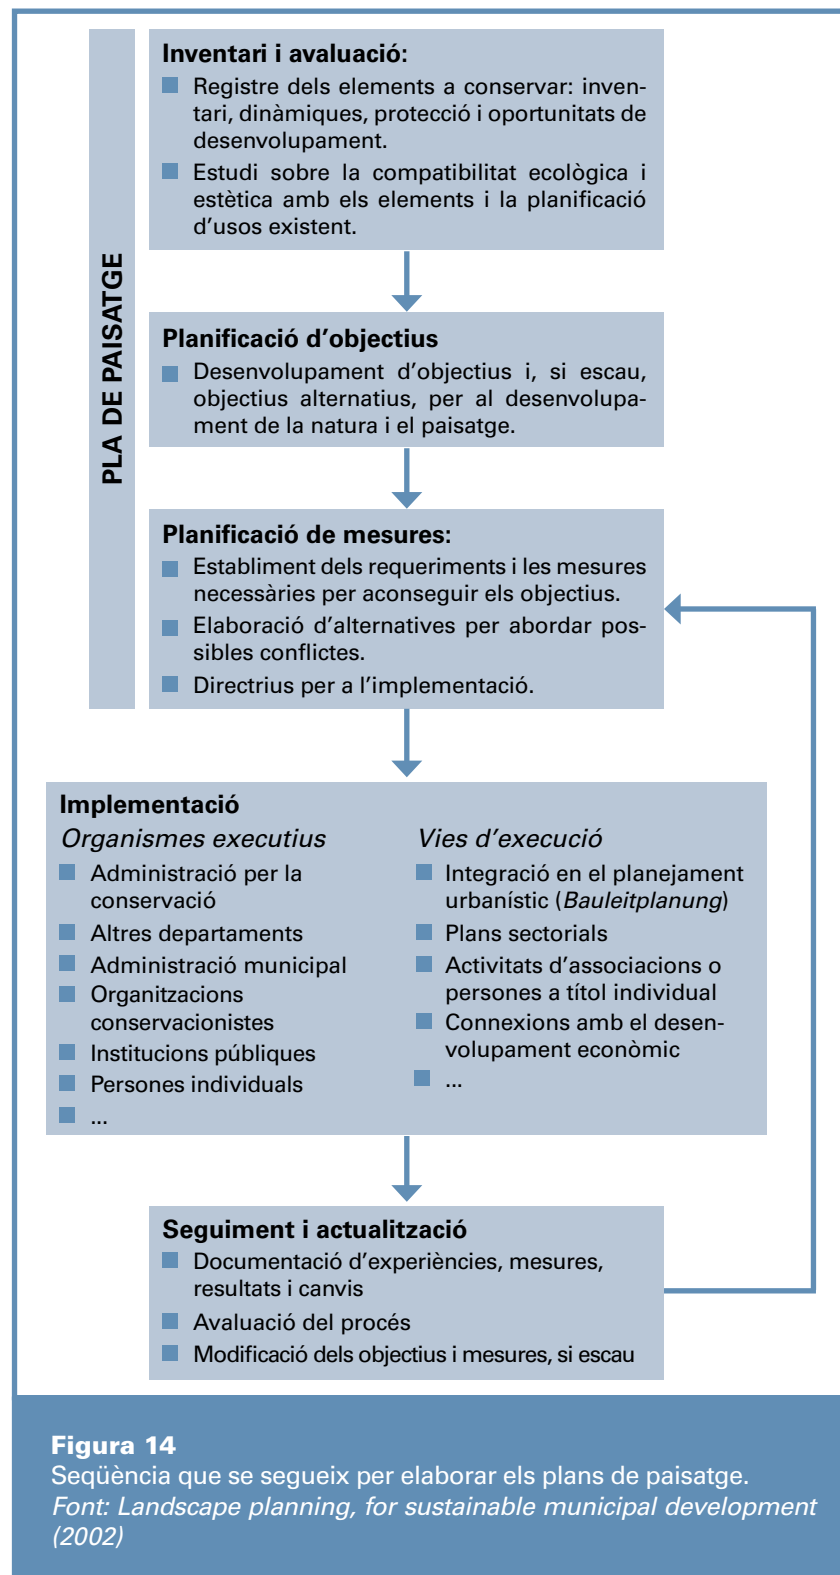 PLA DE PAISATGE
Inventari i avaluació:
Registre dels elements a conservar: inven-
tari, dinàmiques, protecció i oportunitats de
desenvolupament.
Estudi sobre la compatibilitat ecològica i
estètica amb els elements i la planificació
d’usos existent.
Planificació d’objectius
Desenvolupament d’objectius i, si escau,
objectius alternatius, per al desenvolupa-
ment de la natura i el paisatge.
Planificació de mesures:
Establiment dels requeriments i les mesures
necessàries per aconseguir els objectius.
Elaboració d’alternatives per abordar pos-
sibles conflictes.
Directrius per a l’implementació.
Implementació
Organismes executius
Administració per la
conservació
Altres departaments
Administració municipal
Organitzacions
conservacionistes
Institucions públiques
Persones individuals
...
Vies d’execució
Integració en el planejament
urbanístic (Bauleitplanung)
Plans sectorials
Activitats d’associacions o
persones a títol individual
Connexions amb el desen-
volupament econòmic
...
Seguiment i actualització
Documentació d’experiències, mesures,
resultats i canvis
Avaluació del procés
Modificació dels objectius i mesures, si escau
Figura 14
Seqüència que se segueix per elaborar els plans de paisatge.
Font: Landscape planning, for sustainable municipal development
(2002)